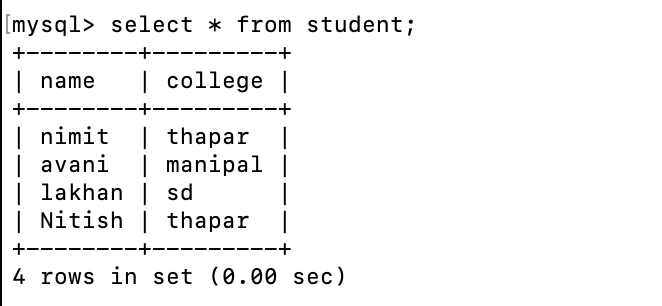 [mysql> select * from student;
+--------+---------+
| name   | college |
+--------+---------+
| nimit  | thapar  |
| avani  | manipal |
| lakhan | sd      |
| Nitish | thapar  |
+--------+---------+
4 rows in set (0.00 sec)